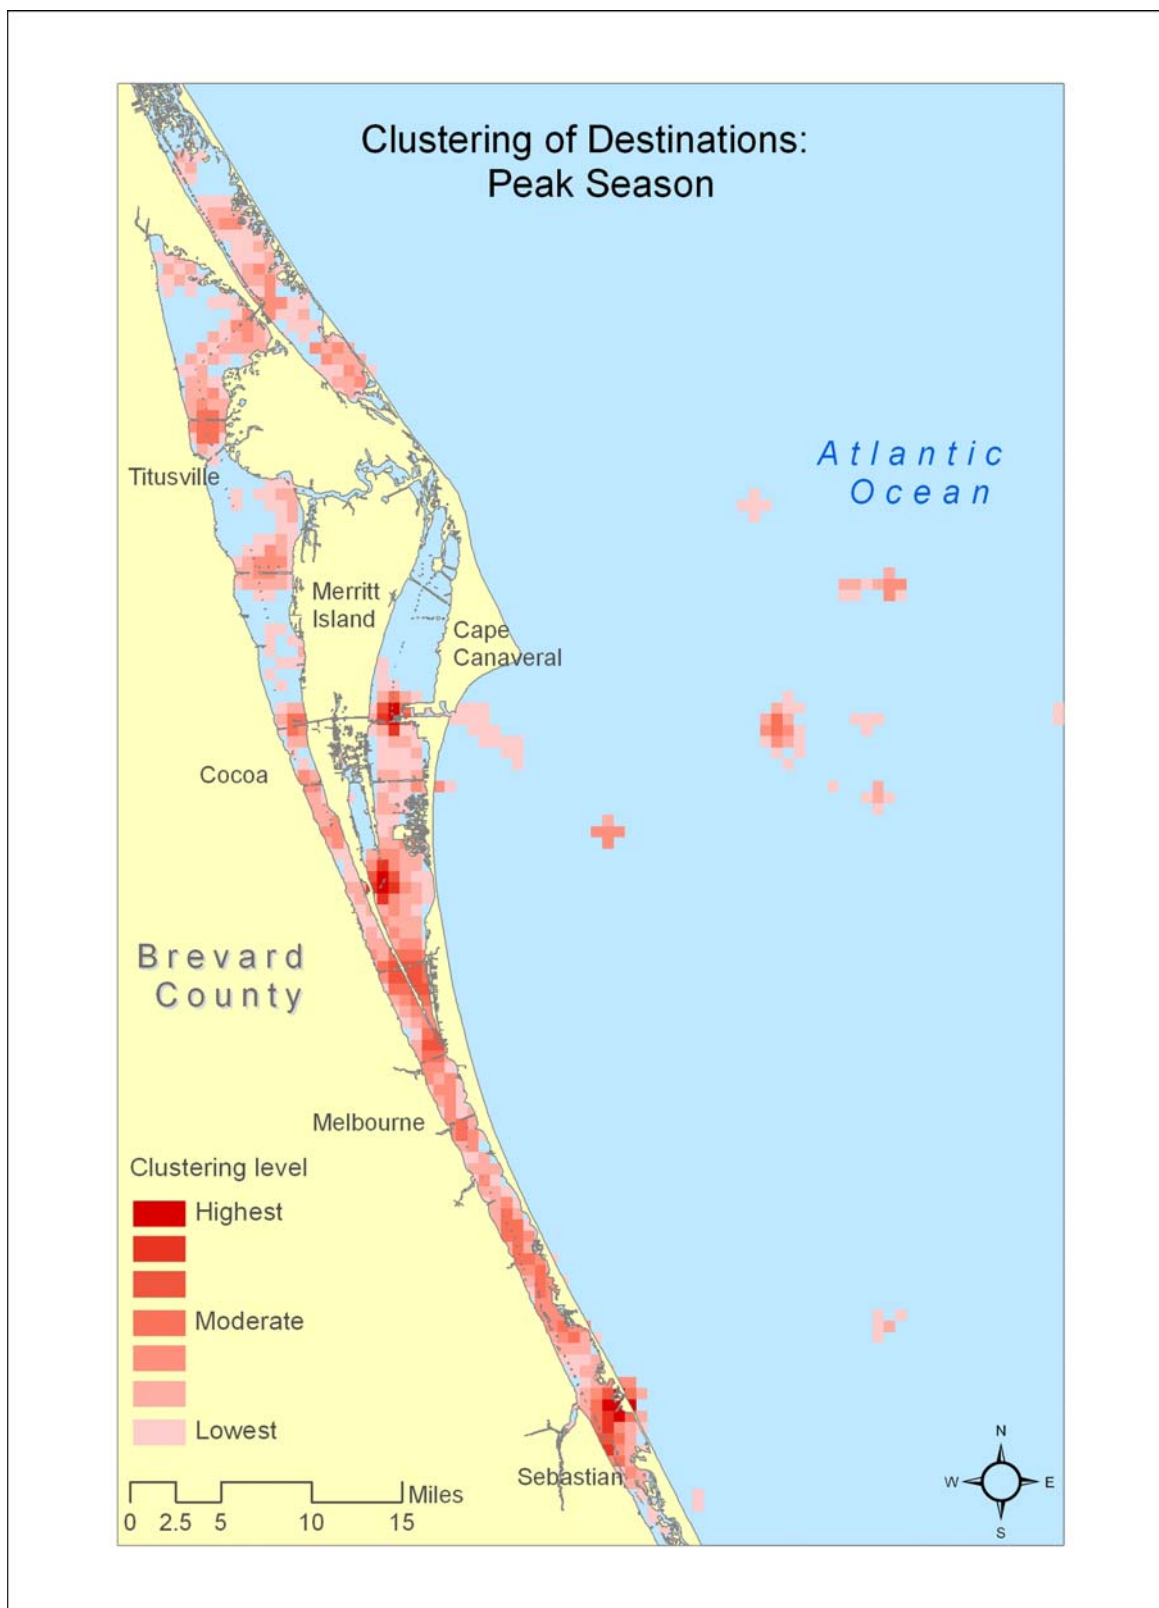 Clustering of Destinations:
Peak Season
Atlantic
Ocean
Titusville
Merritt
Island
Cape
Canaveral
Cocoa
Brevard
County
Melbourne
Clustering level
Highest
Moderate
Lowest
Sebastian
Miles
0 2.5 5 10 15
N
W E
S